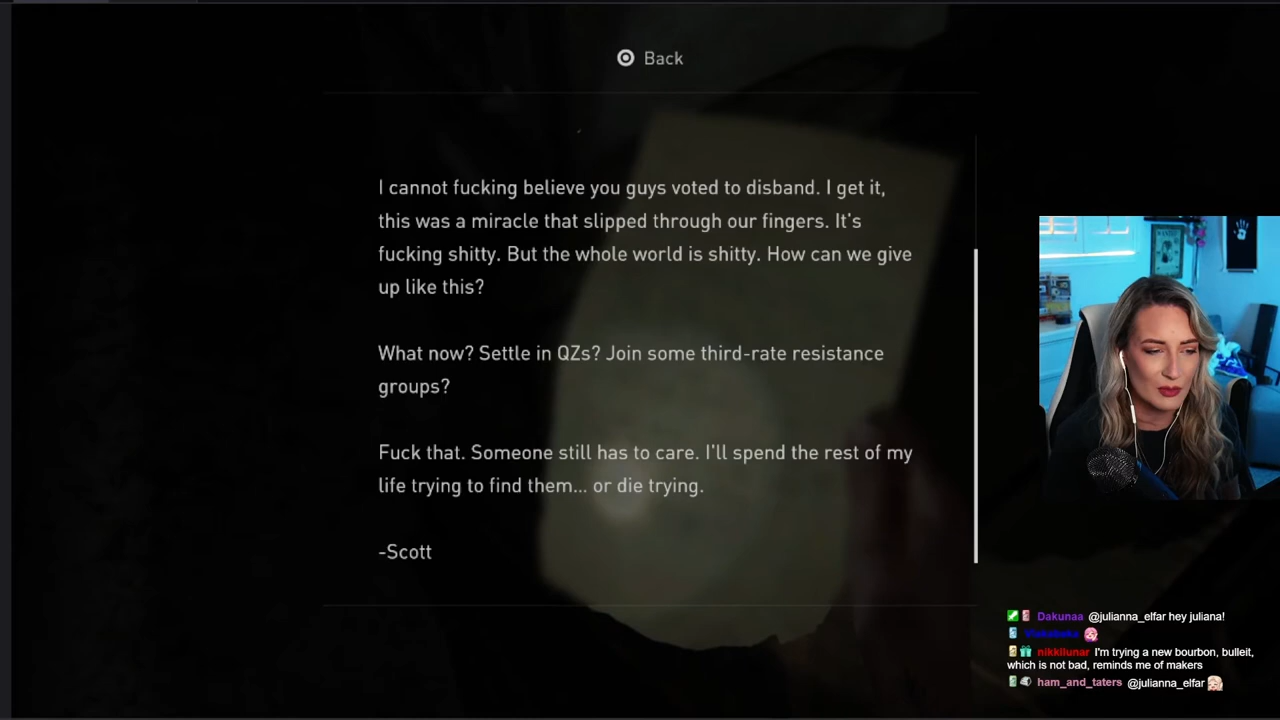 Back
I cannot fucking believe you guys voted to disband. I get it,
this was a miracle that slipped through our fingers. It's
fucking shitty. But the whole world is shitty. How can we give
up like this?
What now? Settle in QZs? Join some third-rate resistance
groups?
Fuck that. Someone still has to care. I'll spend the rest of my
life trying to find them... or die trying.
-Scott
Dakunaa @julianna_elfar hey juliana!
nikkilunar I'm trying a new bourbon, bulleit,
which is not bad, reminds me of makers
ham_and_taters @julianna_elfar